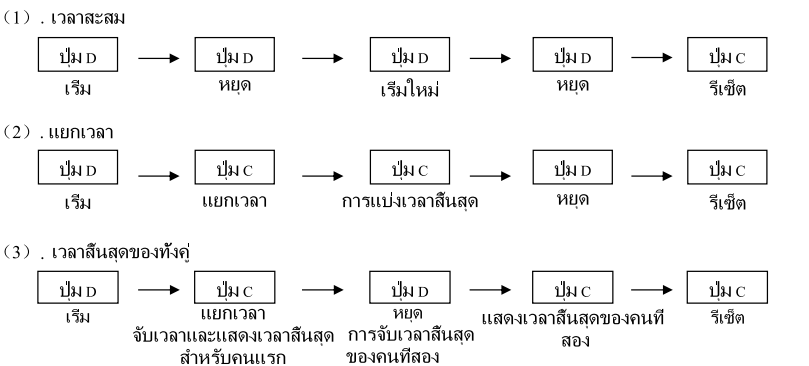 (1). เวลาสะสม
ปุ่ม D ปุ่ม D ปุ่ม D ปุ่ม D ปุ่ม C
เริ่ม หยุด เริ่มใหม่ หยุด รีเซ็ต
(2). แยกเวลา
ปุ่ม D ปุ่ม C ปุ่ม C ปุ่ม D ปุ่ม C
เริ่ม แยกเวลา การแบ่งเวลาสิ้นสุด หยุด รีเซ็ต
(3). เวลาสิ้นสุดของทั้งคู่
ปุ่ม D ปุ่ม C ปุ่ม D ปุ่ม C ปุ่ม C
เริ่ม แยกเวลา หยุด แสดงเวลาสิ้นสุดของคนที่ รีเซ็ต
จับเวลาและแสดงเวลาสิ้นสุด การจับเวลาสิ้นสุด สอง
สำหรับคนแรก ของคนที่สอง